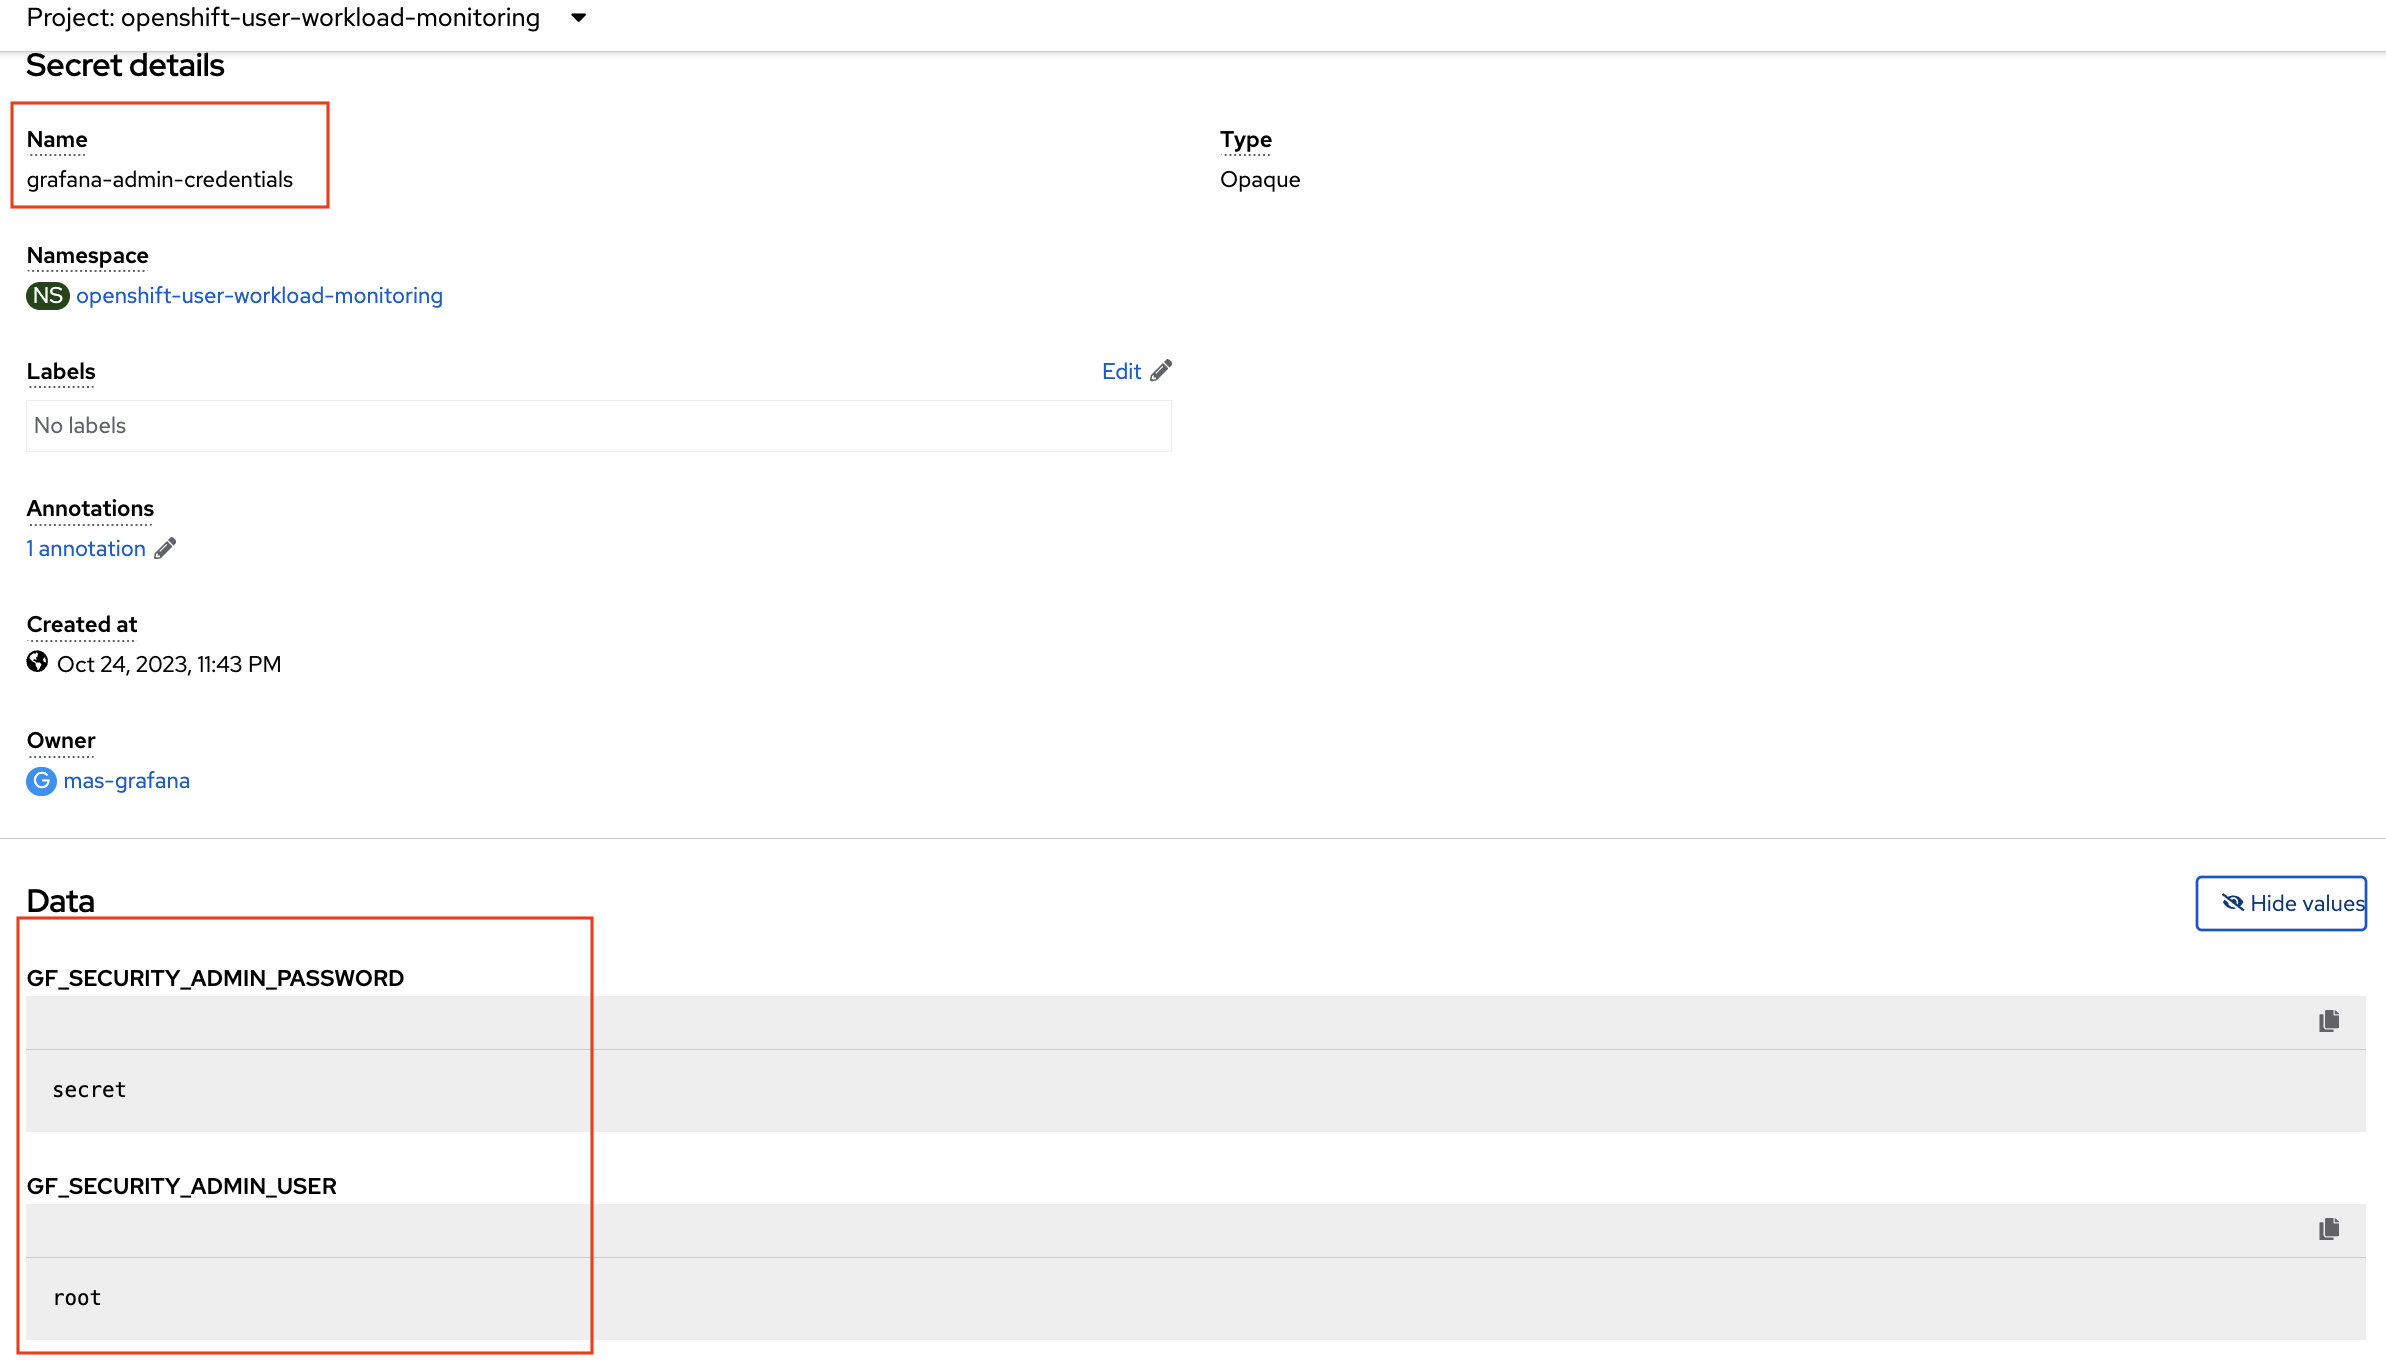 Project: openshift-user-workload-monitoring
Secret details
Name
grafana-admin-credentials
Type
Opaque
Namespace
NS openshift-user-workload-monitoring
Labels
Edit
No labels
Annotations
1 annotation
Created at
Oct 24, 2023, 11:43 PM
Owner
G mas-grafana
Data
Hide values
GF_SECURITY_ADMIN_PASSWORD
secret
GF_SECURITY_ADMIN_USER
root